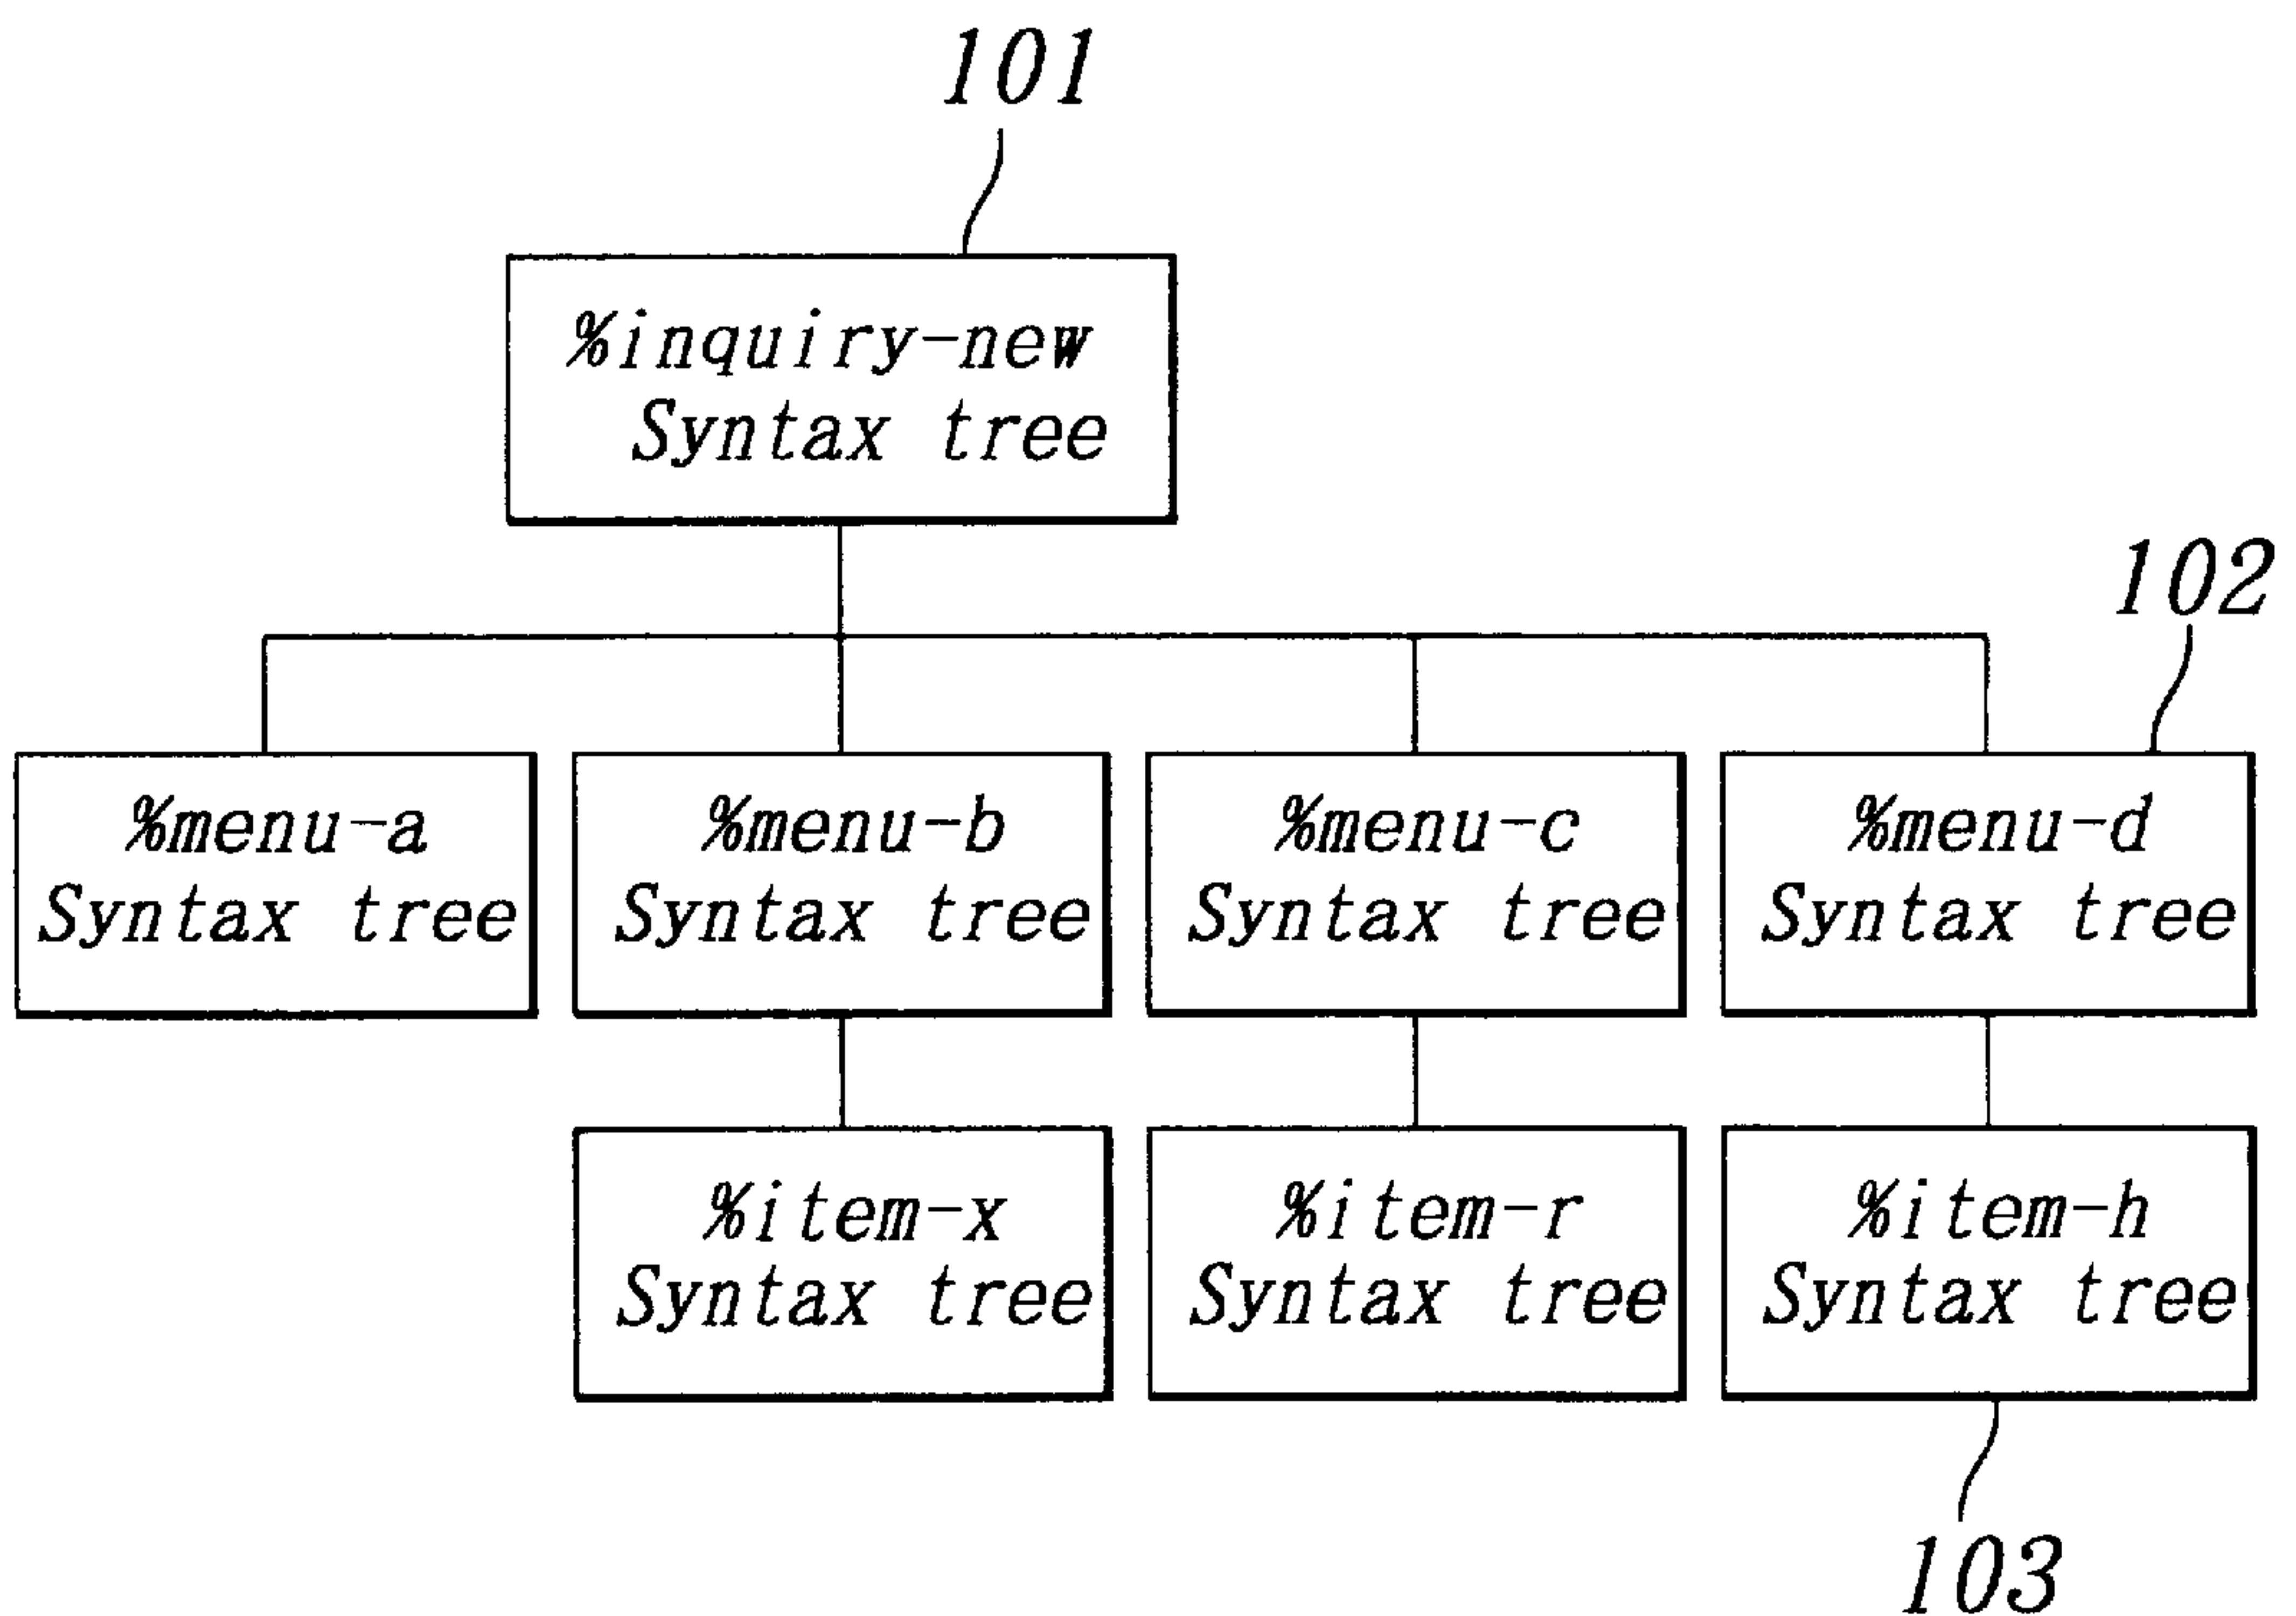 101
%inquiry-new
Syntax tree
102
%menu-a
Syntax tree
%menu-b
Syntax tree
%menu-c
Syntax tree
%menu-d
Syntax tree
%item-x
Syntax tree
%item-r
Syntax tree
%item-h
Syntax tree
103